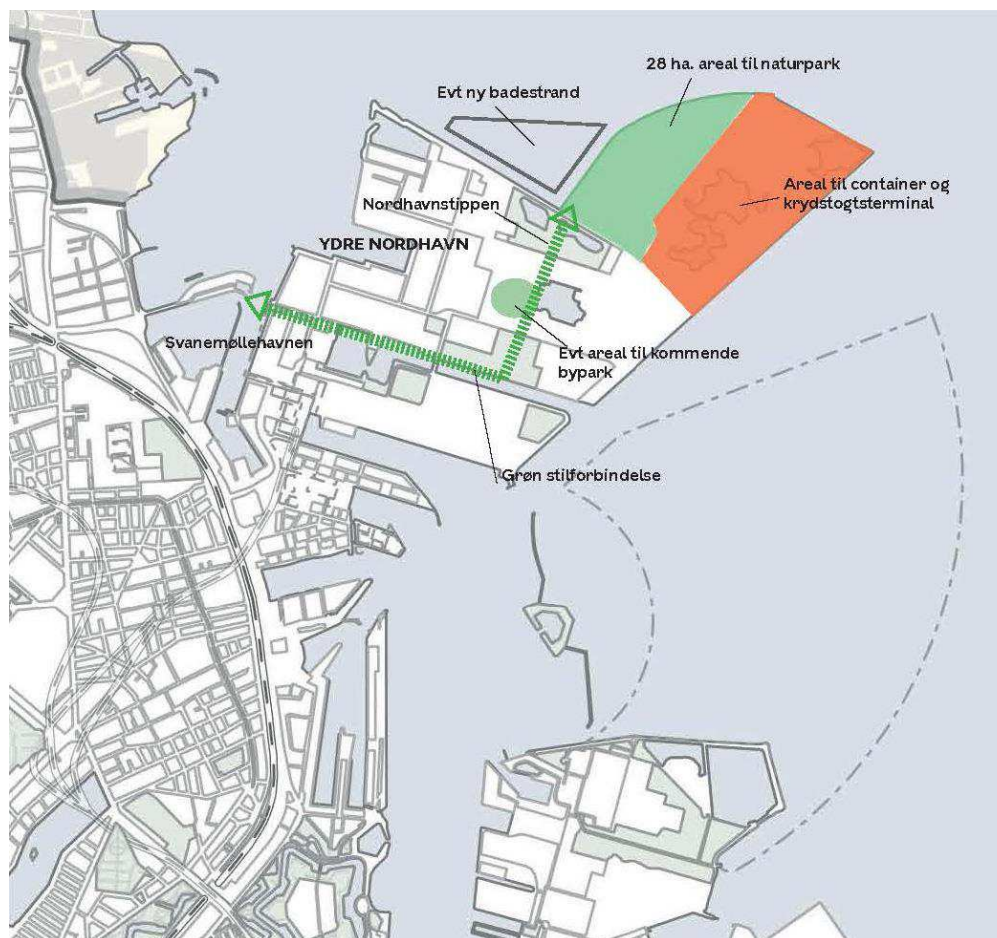 28 ha. areal til naturpark
Evt ny badestrand
Areal til container og
krydstogtsterminal
Nordhavnstippen
YDRE NORDHAVN
Svanemøllehavnen
Evt areal til kommende
bypark
Grøn stilforbindelse